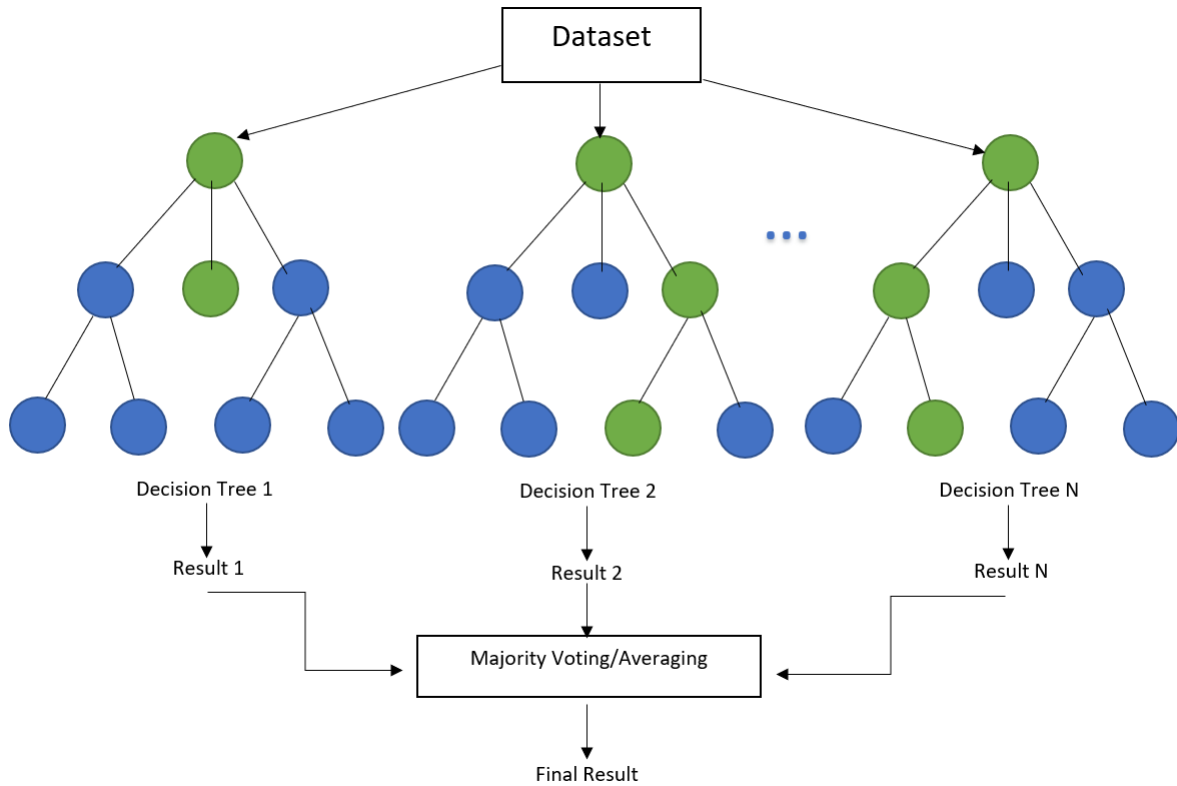 Dataset
Decision Tree 1
Decision Tree 2
Decision Tree N
Result 1
Result 2
Result N
Majority Voting/Averaging
Final Result